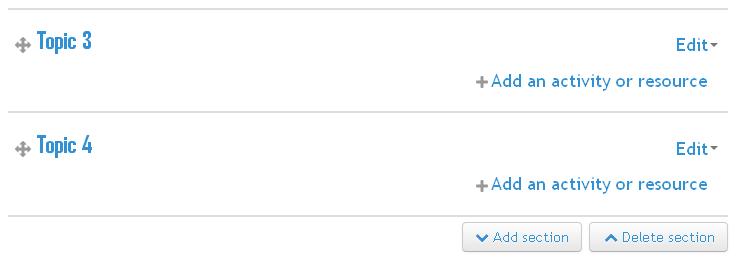 Topic 3
Edit
Add an activity or resource
Topic 4
Edit
Add an activity or resource
Add section Delete section